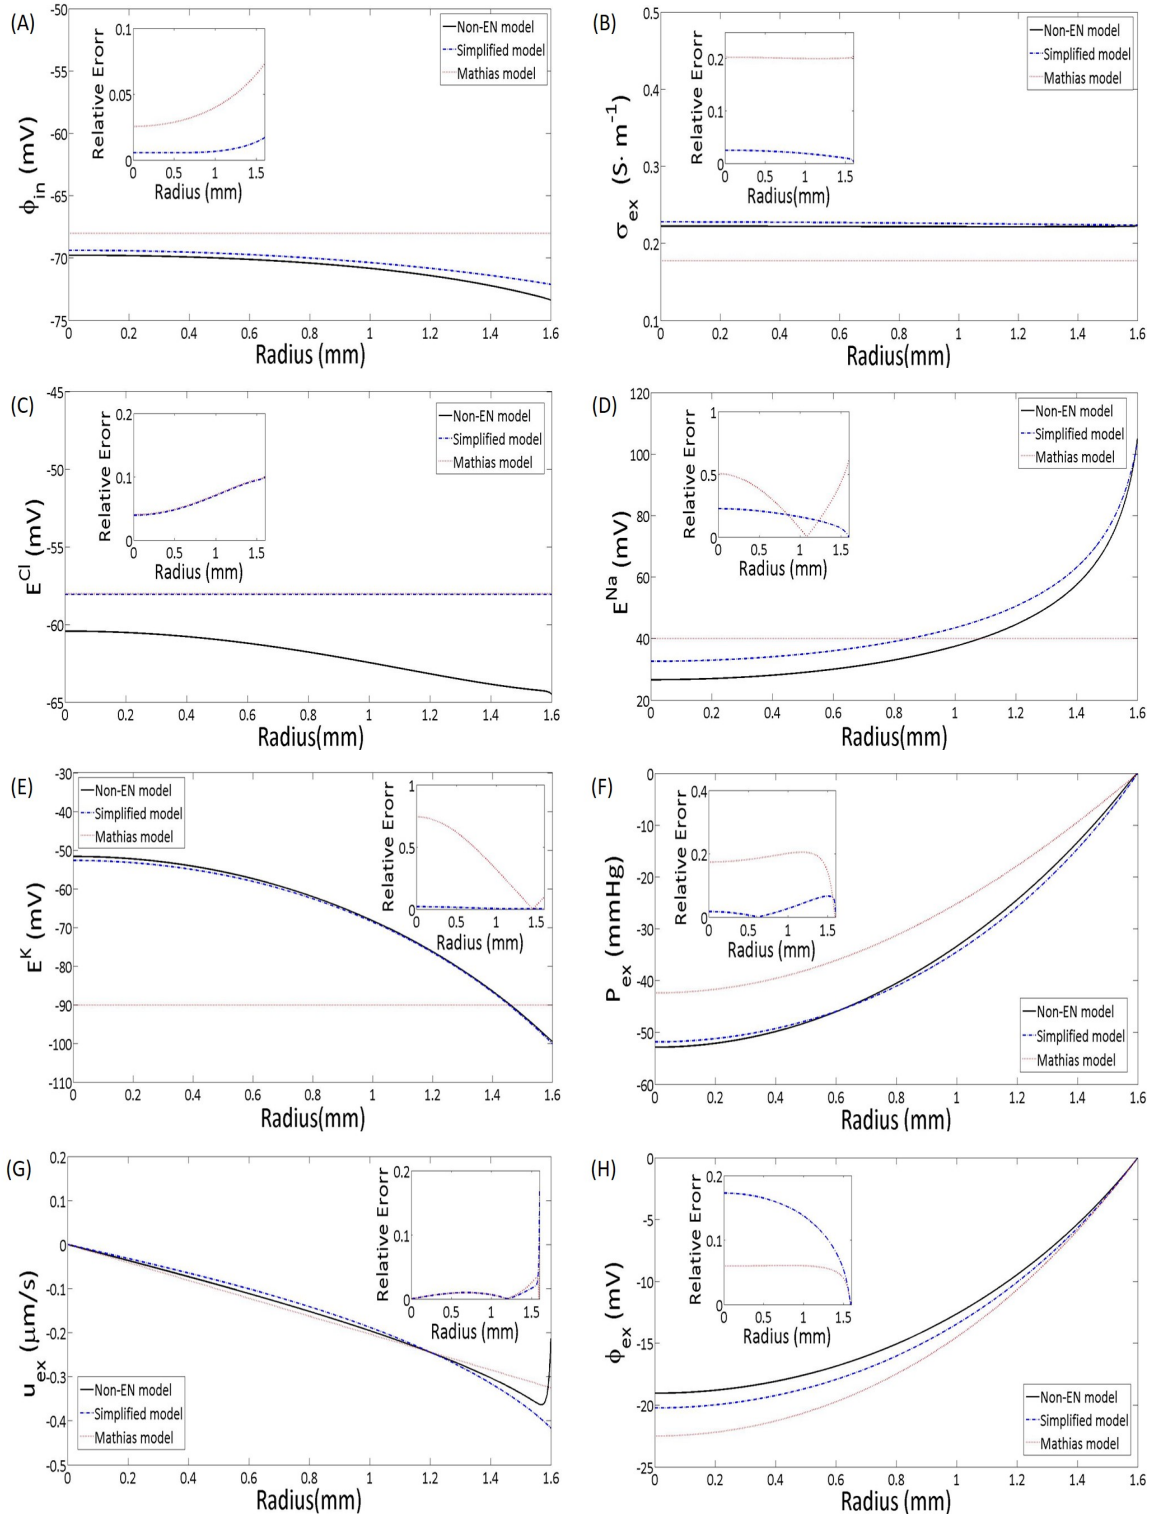 (A)
-50
-55
-60
-65
-70
-75
ϕin (mV)
0 0.2 0.4 0.6 0.8 1 1.2 1.4 1.6
Radius (mm)
Non-EN model
Simplified model
Mathias model
0.1
0.05
0
Relative Erorr
0 0.5 1 1.5
Radius (mm)
(B)
0.5
0.4
0.3
0.2
0.1
σex (S· m-1)
0 0.2 0.4 0.6 0.8 1 1.2 1.4 1.6
Radius(mm)
Non-EN model
Simplified model
Mathias model
0.2
0.1
0
Relative Erorr
0 0.5 1 1.5
Radius(mm)
(C)
-45
-50
-55
-60
-65
ECl (mV)
0 0.2 0.4 0.6 0.8 1 1.2 1.4 1.6
Radius(mm)
Non-EN model
Simplified model
Mathias model
0.2
0.1
0
Relative Erorr
0 0.5 1 1.5
Radius (mm)
(D)
120
100
80
60
40
20
ENa (mV)
0 0.2 0.4 0.6 0.8 1 1.2 1.4 1.6
Radius(mm)
Non-EN model
Simplified model
Mathias model
1
0.5
0
Relative Erorr
0 0.5 1 1.5
Radius (mm)
(E)
-30
-40
-50
-60
-70
-80
-90
-100
-110
EK (mV)
0 0.2 0.4 0.6 0.8 1 1.2 1.4 1.6
Radius(mm)
Non-EN model
Simplified model
Mathias model
1
0.5
0
Relative Erorr
0 0.5 1 1.5
Radius (mm)
(F)
0
-10
-20
-30
-40
-50
-60
Pex (mmHg)
0 0.2 0.4 0.6 0.8 1 1.2 1.4 1.6
Radius (mm)
Non-EN model
Simplified model
Mathias model
0.4
0.2
0
Relative Erorr
0 0.5 1 1.5
Radius (mm)
(G)
0.2
0.1
0
-0.1
-0.2
-0.3
-0.4
-0.5
uex (μm/s)
0 0.2 0.4 0.6 0.8 1 1.2 1.4 1.6
Radius(mm)
Non-EN model
Simplified model
Mathias model
0.2
0.1
0
Relative Erorr
0 0.5 1 1.5
Radius (mm)
(H)
0
-5
-10
-15
-20
-25
ϕex (mV)
0 0.2 0.4 0.6 0.8 1 1.2 1.4 1.6
Radius (mm)
Non-EN model
Simplified model
Mathias model
0.2
0.1
0
Relative Erorr
0 0.5 1 1.5
Radius (mm)